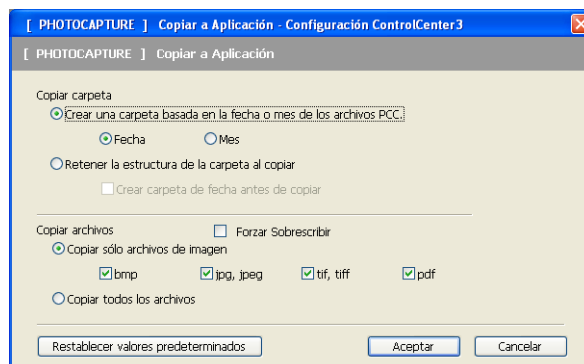 [ PHOTOCAPTURE ] Copiar a Aplicación - Configuración ControlCenter3
[ PHOTOCAPTURE ] Copiar a Aplicación
Copiar carpeta
Crear una carpeta basada en la fecha o mes de los archivos PCC.
Fecha Mes
Retener la estructura de la carpeta al copiar
Crear carpeta de fecha antes de copiar
Copiar archivos Forzar Sobrescribir
Copiar sólo archivos de imagen
bmp jpg, jpeg tif, tiff pdf
Copiar todos los archivos
Restablecer valores predeterminados Aceptar Cancelar